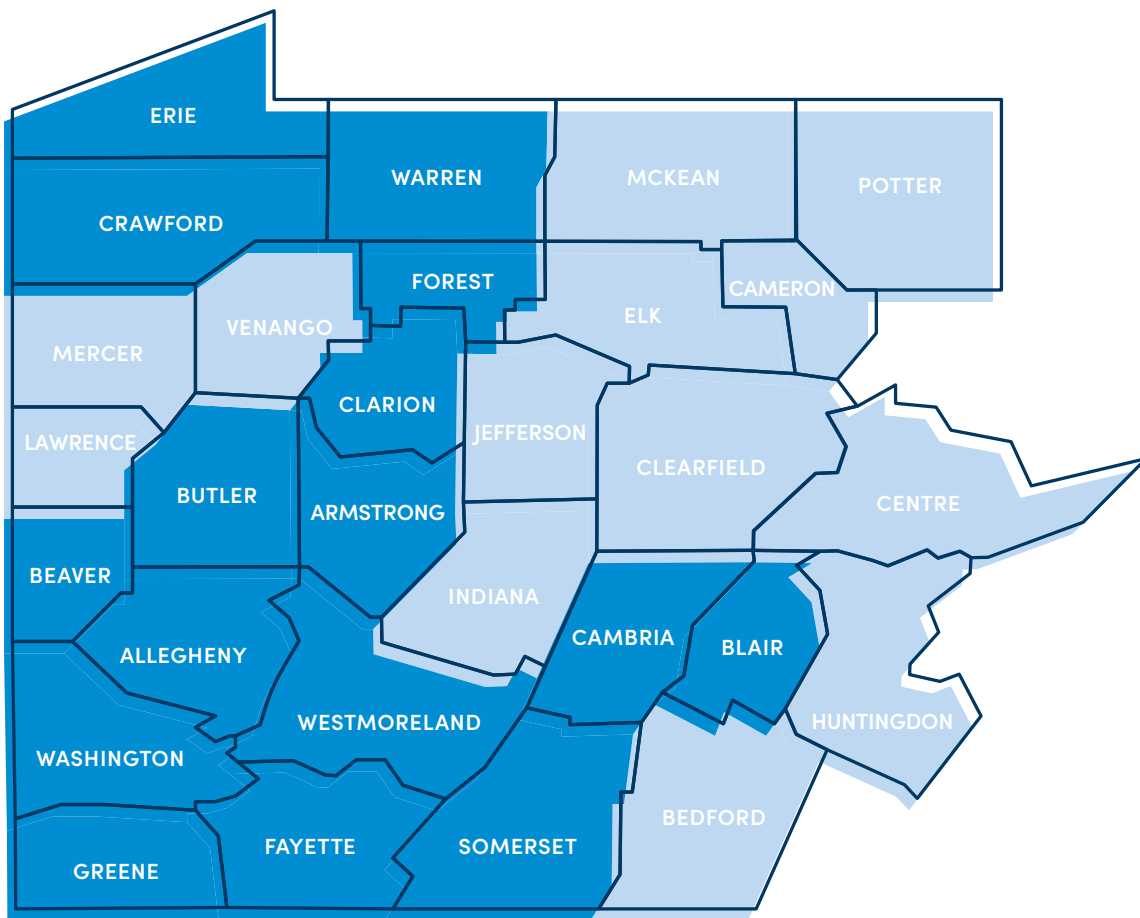 ERIE
WARREN
MCKEAN
POTTER
CRAWFORD
FOREST
CAMERON
VENANGO
ELK
MERCER
CLARION
JEFFERSON
LAWRENCE
CLEARFIELD
BUTLER
ARMSTRONG
CENTRE
BEAVER
INDIANA
CAMBRIA
BLAIR
ALLEGHENY
WESTMORELAND
HUNTINGDON
WASHINGTON
BEDFORD
FAYETTE
SOMERSET
GREENE